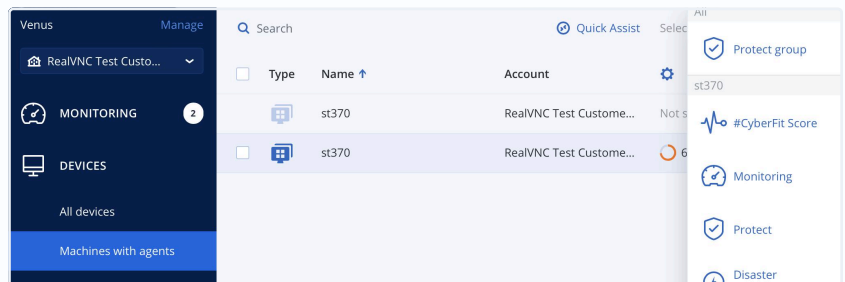 Venus Manage
RealVNC Test Custo...
MONITORING 2
DEVICES
All devices
Machines with agents
Search Quick Assist Selec
Type Name ↑ Account
st370 RealVNC Test Custome... Not s
st370 RealVNC Test Custome... 6
All
Protect group
st370
#CyberFit Score
Monitoring
Protect
Disaster